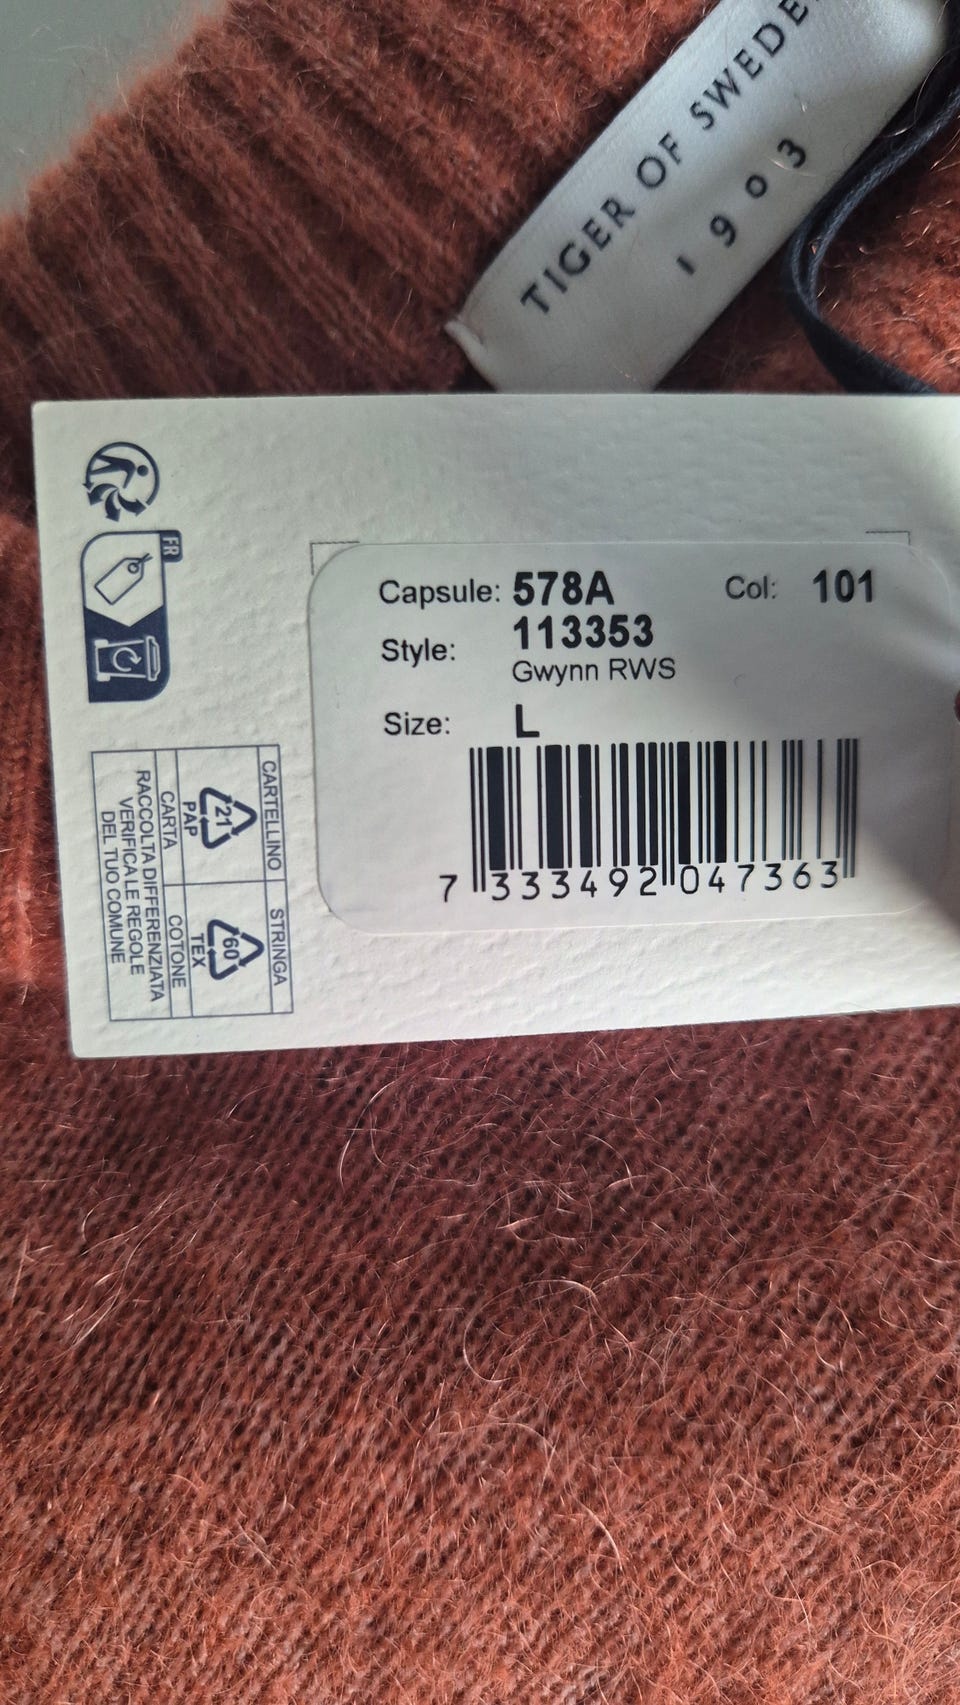 TIGER OF SWEDE
1903
FR
Capsule: 578A Col: 101
Style: 113353
Gwynn RWS
Size: L
7 333492 047363
CARTELLINO STRINGA
21 60
PAP TEX
CARTA COTONE
RACCOLTA DIFFERENZIATA
VERIFICA LE REGOLE
DEL TUO COMUNE